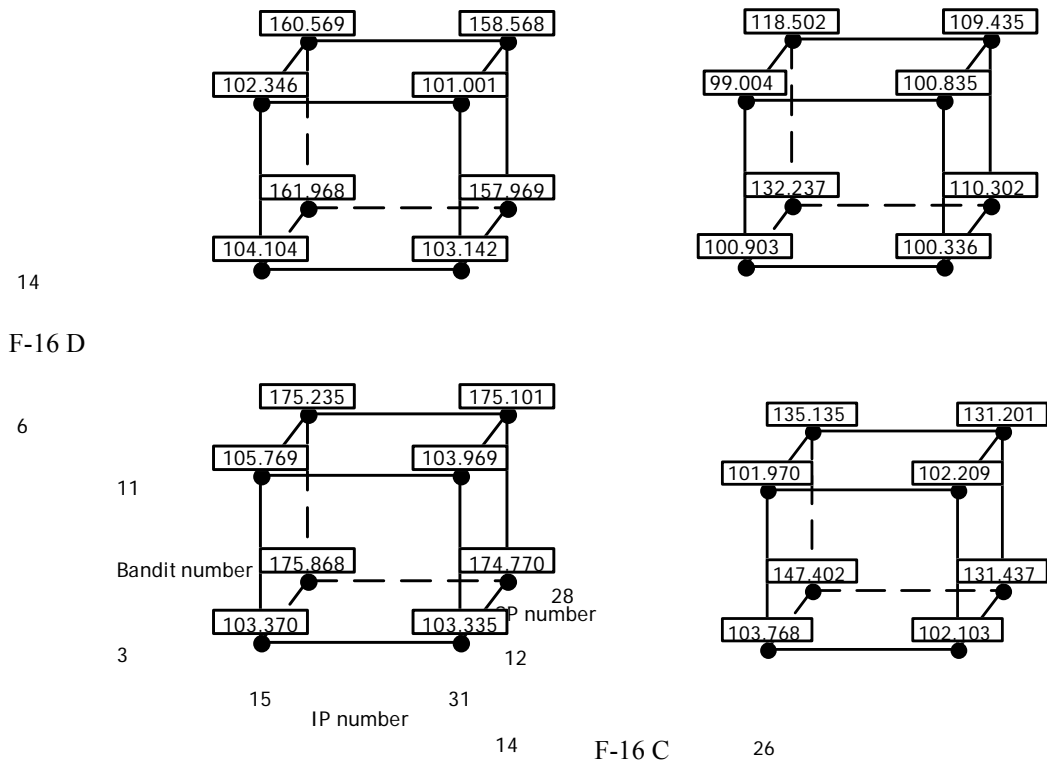 160.569 158.568 118.502 109.435
102.346 101.001 99.004 100.835
161.968 157.969 132.237 110.302
104.104 103.142 100.903 100.336
14
F-16 D
175.235 175.101 135.135 131.201
6
105.769 103.969 101.970 102.209
11
Bandit number 175.868 174.770 147.402 131.437
28
103.370 103.335 number 103.768 102.103
3 12
15 31
IP number
14 F-16 C 26